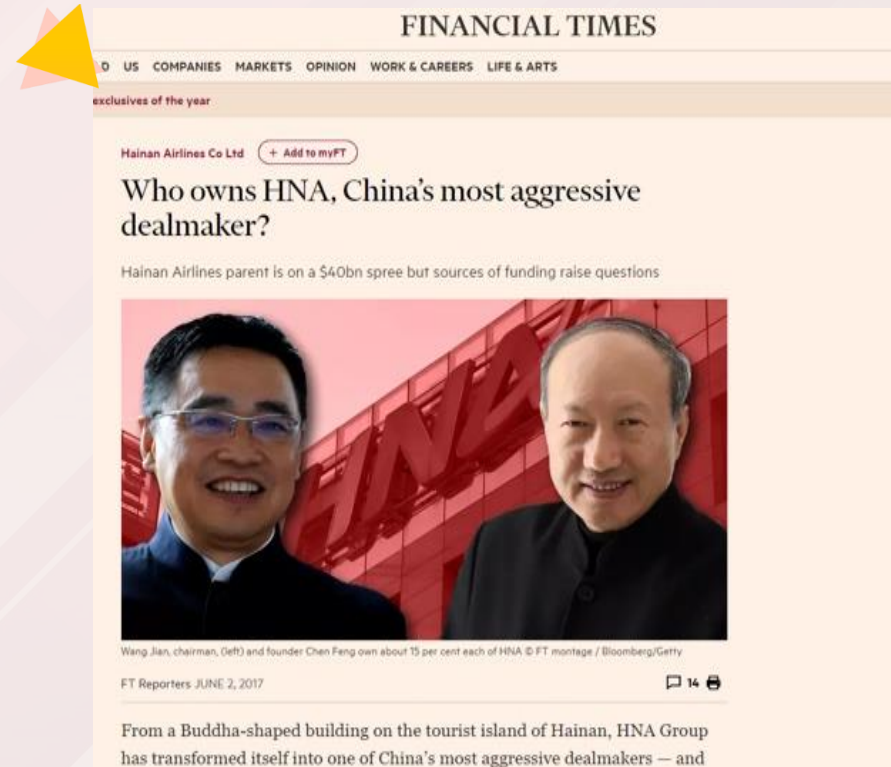 FINANCIAL TIMES
D US COMPANIES MARKETS OPINION WORK & CAREERS LIFE & ARTS
exclusives of the year
Hainan Airlines Co Ltd + Add to myFT
Who owns HNA, China's most aggressive
dealmaker?
Hainan Airlines parent is on a $40bn spree but sources of funding raise questions
HNA
Wang Jian, chairman, (left) and founder Chen Feng own about 15 per cent each of HNA © FT montage / Bloomberg/Getty
FT Reporters JUNE 2, 2017
14
From a Buddha-shaped building on the tourist island of Hainan, HNA Group
has transformed itself into one of China's most aggressive dealmakers — and